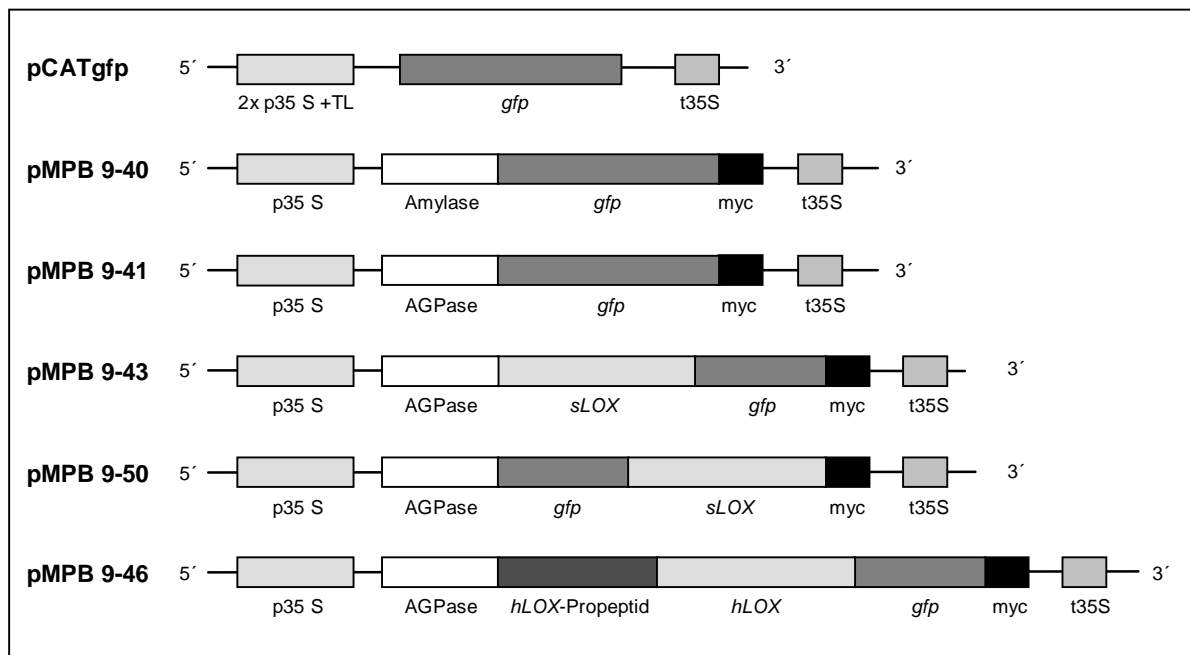 pCATgfp 5´ 3´
2x p35 S +TL gfp t35S
pMPB 9-40 5´ 3´
p35 S Amylase gfp myc t35S
pMPB 9-41 5´ 3´
p35 S AGPase gfp myc t35S
pMPB 9-43 5´ 3´
p35 S AGPase sLOX gfp myc t35S
pMPB 9-50 5´ 3´
p35 S AGPase gfp sLOX myc t35S
pMPB 9-46 5´ 3´
p35 S AGPase hLOX-Propeptid hLOX gfp myc t35S